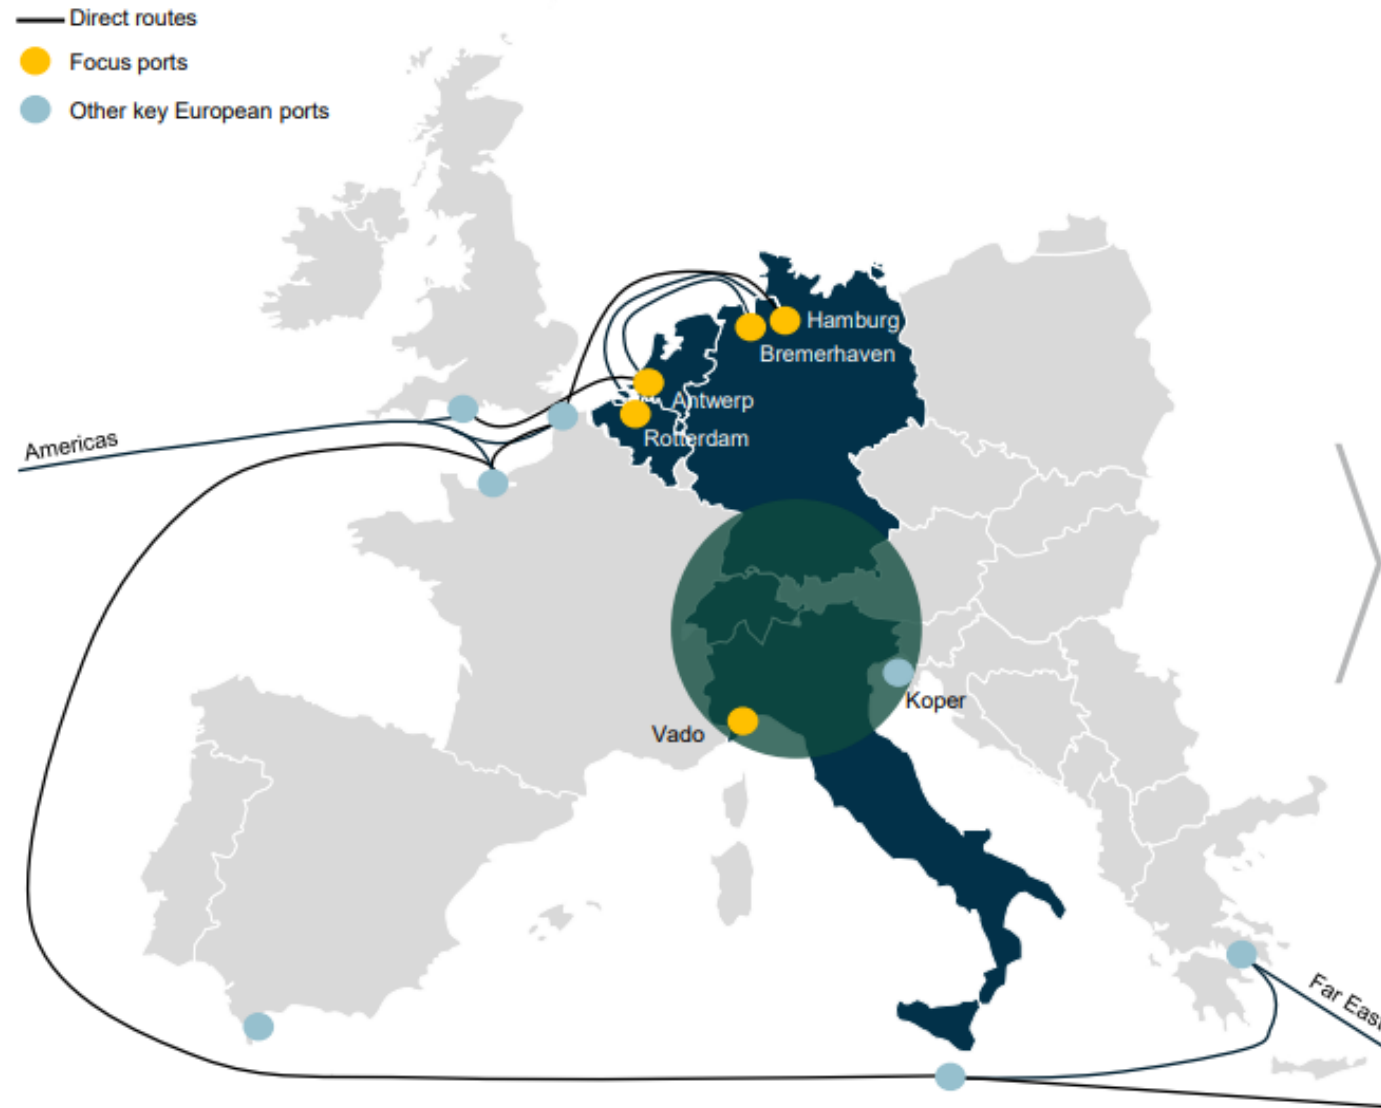 Direct routes
Focus ports
Other key European ports
Hamburg
Bremerhaven
Antwerp
Rotterdam
Americas
Koper
Vado
Far East